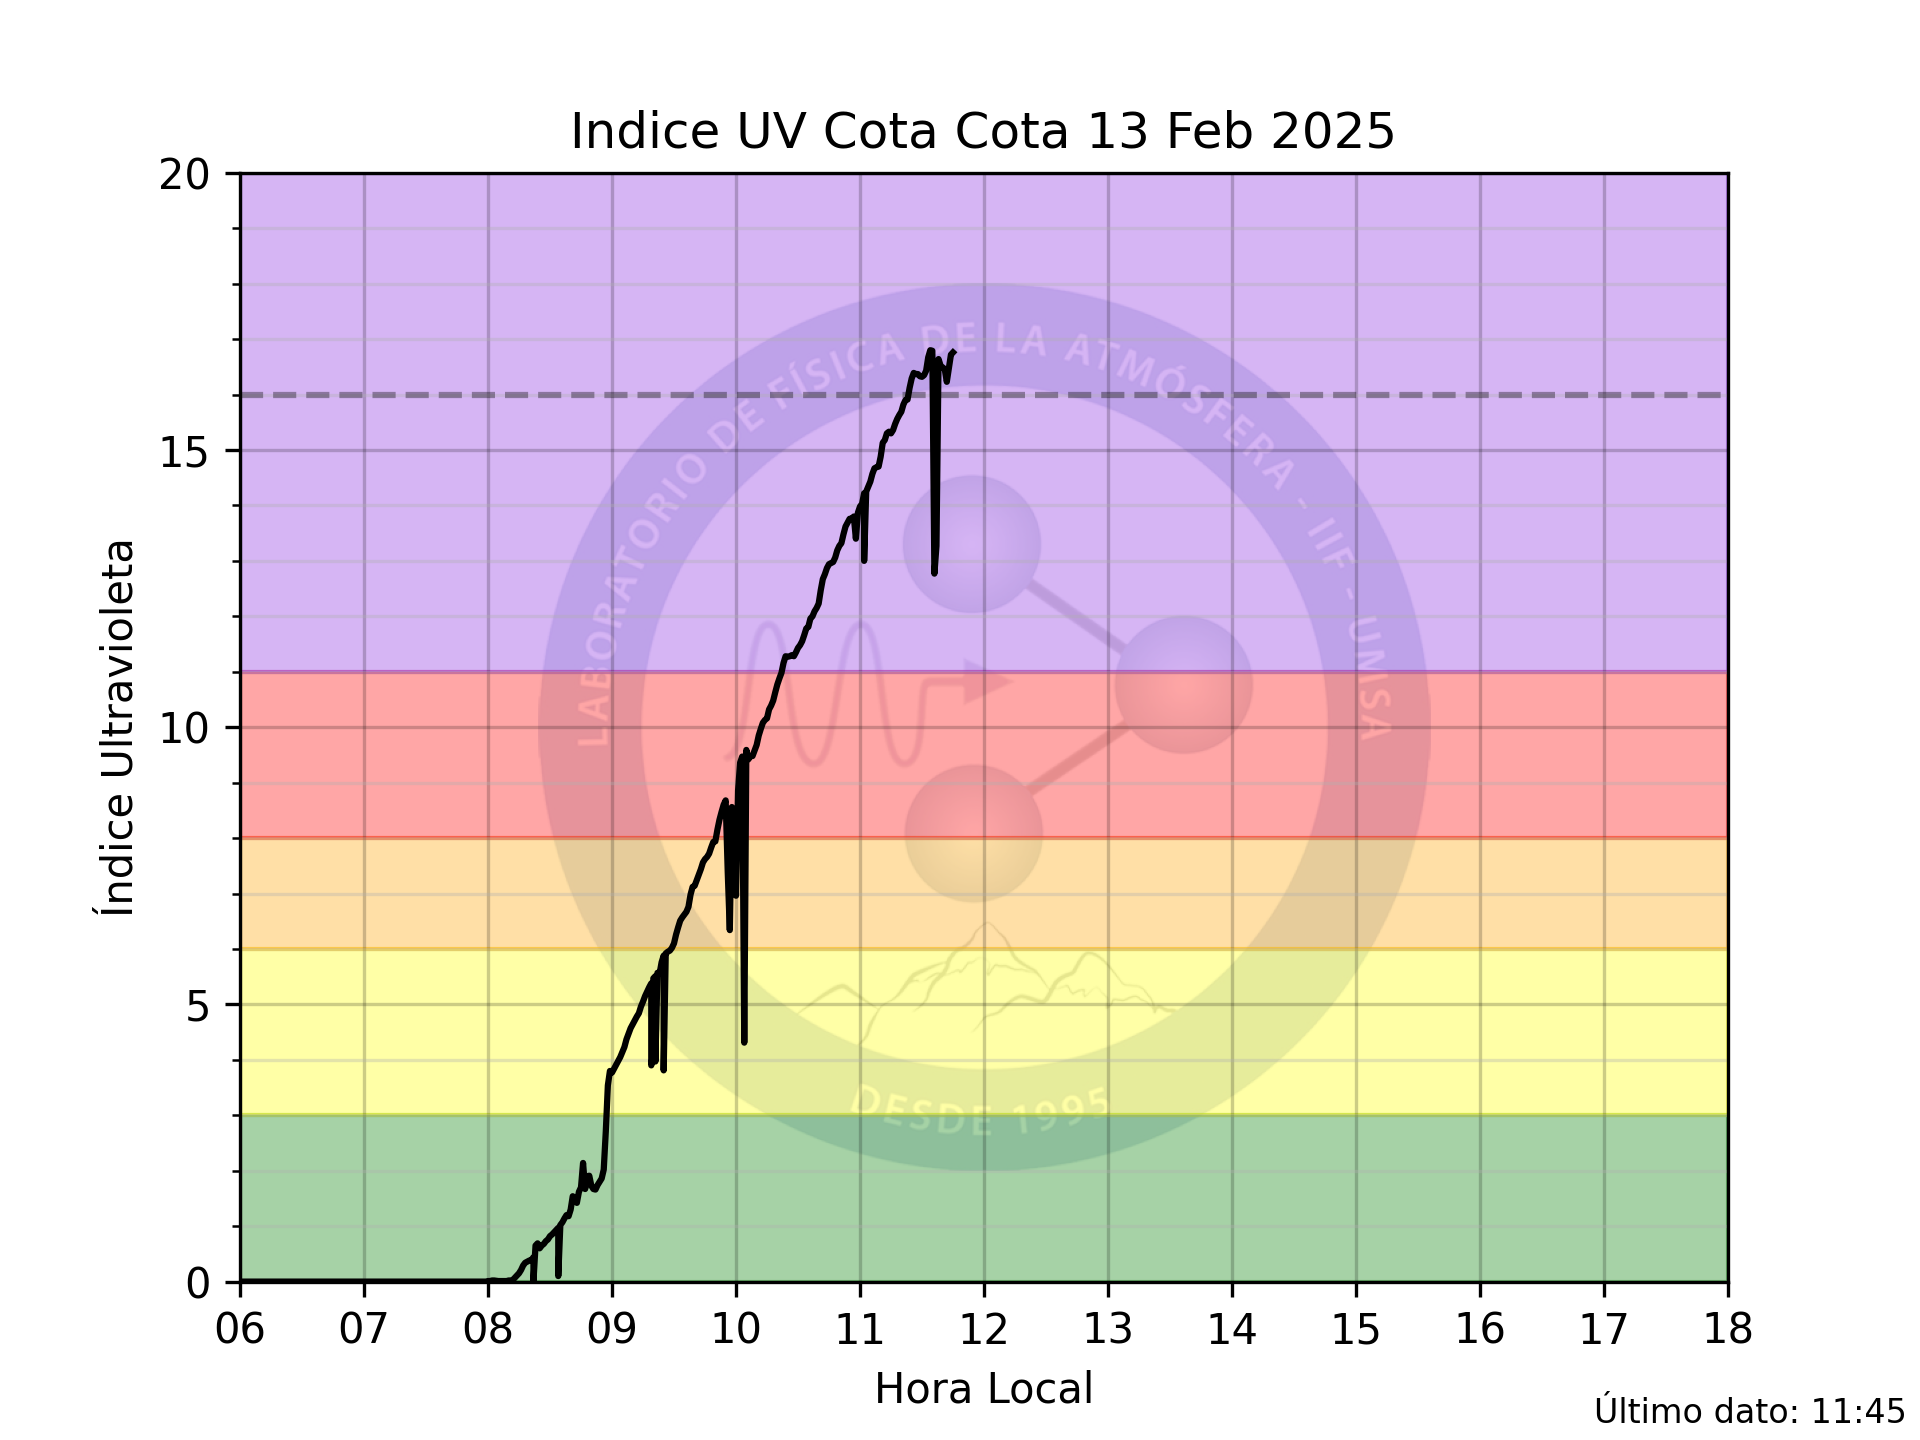 Indice UV Cota Cota 13 Feb 2025
20
15
10
5
0
Índice Ultravioleta
LABORATORIO DE FÍSICA DE LA ATMÓSFERA - IIF - UMSA
DESDE 1995
06 07 08 09 10 11 12 13 14 15 16 17 18
Hora Local
Último dato: 11:45